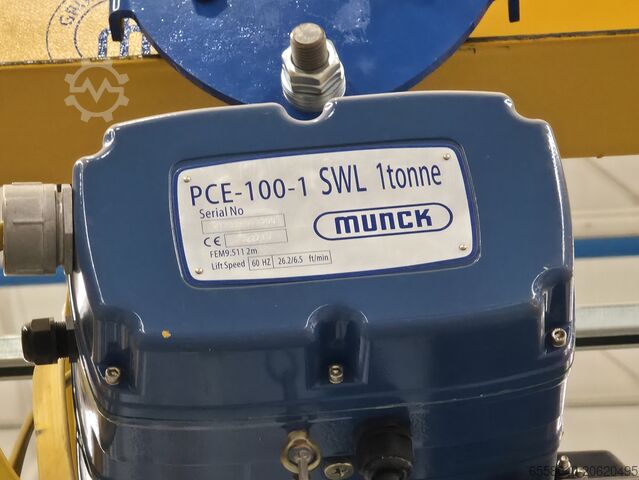 PCE-100-1 SWL 1tonne
Serial No
MUNCK
CE
FEM9.511 2m
Lift Speed 60 HZ 26.2/6.5 ft/min